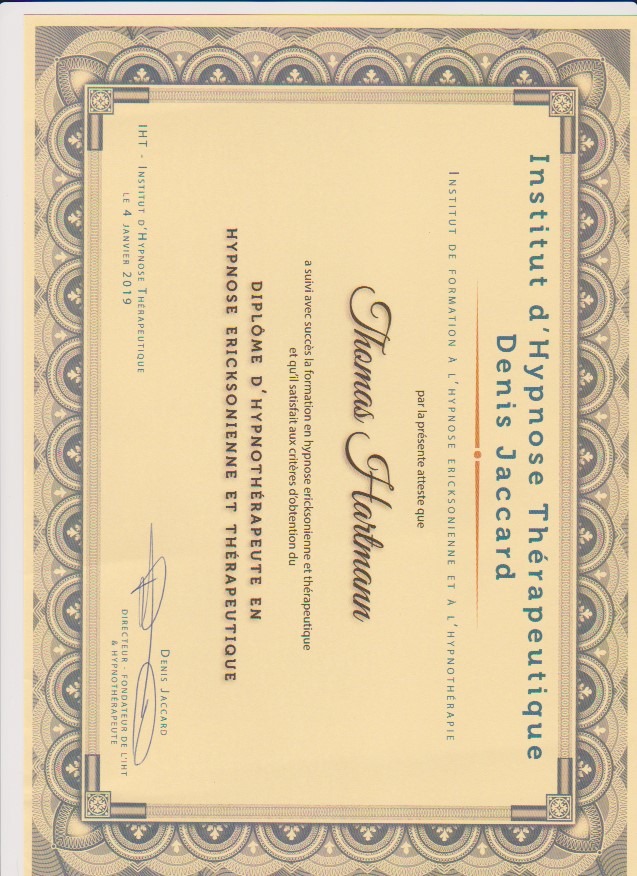 Institut d'Hypnose Thérapeutique
Denis Jaccard
Institut de formation à l'hypnose ericksonienne et à l'hypnothérapie
par la présente atteste que
Thomas Hartmann
a suivi avec succès la formation en hypnose ericksonienne et thérapeutique
et qu'il satisfait aux critères d'obtention du
DIPLÔME D'HYPNOTHÉRAPEUTE EN
HYPNOSE ERICKSONIENNE ET THÉRAPEUTIQUE
IHT - Institut d'Hypnose Thérapeutique
le 4 janvier 2019
Denis Jaccard
Directeur - Fondateur de l'IHT
& Hypnothérapeute